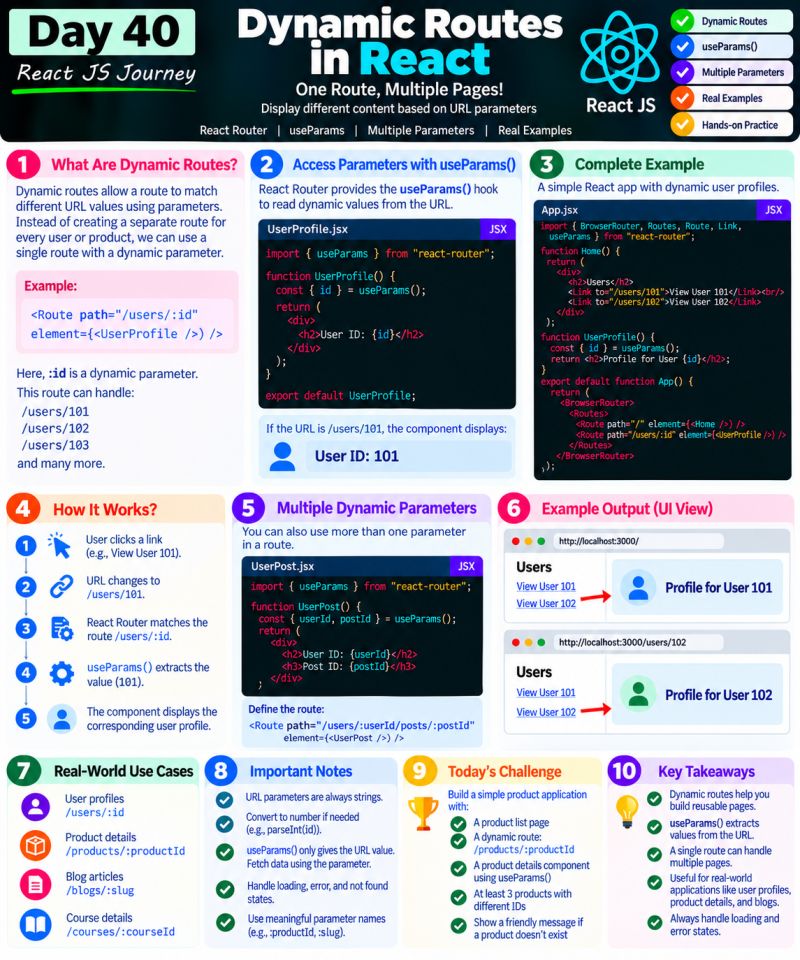 Day 40
React JS Journey
Dynamic Routes
in React
One Route, Multiple Pages!
Display different content based on URL parameters
React Router | useParams | Multiple Parameters | Real Examples
React JS
Dynamic Routes
useParams()
Multiple Parameters
Real Examples
Hands-on Practice
1 What Are Dynamic Routes?
Dynamic routes allow a route to match
different URL values using parameters.
Instead of creating a separate route for
every user or product, we can use a
single route with a dynamic parameter.
Example:
<Route path="/users/:id"
element={<UserProfile />) />
Here, :id is a dynamic parameter.
This route can handle:
/users/101
/users/102
/users/103
and many more.
2 Access Parameters with useParams()
React Router provides the useParams() hook
to read dynamic values from the URL.
UserProfile.jsx JSX
import { useParams } from "react-router";
function UserProfile() {
const { id } = useParams();
return (
<div>
<h2>User ID: {id}</h2>
</div>
);
}
export default UserProfile;
If the URL is /users/101, the component displays:
User ID: 101
3 Complete Example
A simple React app with dynamic user profiles.
App.jsx JSX
import { BrowserRouter, Routes, Route, Link,
useParams } from "react-router";
function Home() {
return (
<div>
<h2>Users</h2>
<Link to="/users/101">View User 101</Link><br/>
<Link to="/users/102">View User 102</Link>
</div>
);
function UserProfile() {
const { id } = useParams();
return <h2>Profile for User {id}</h2>;
}
export default function App() {
return (
<BrowserRouter>
<Routes>
<Route path="/" element={<Home />) />
<Route path="/users/:id" element={<UserProfile />) />
</Routes>
</BrowserRouter>
);
4 How It Works?
1 User clicks a link
(e.g., View User 101).
2 URL changes to
/users/101.
3 React Router matches the
route /users/:id.
4 useParams() extracts the
value (101).
5 The component displays the
corresponding user profile.
5 Multiple Dynamic Parameters
You can also use more than one parameter
in a route.
UserPost.jsx JSX
import { useParams } from "react-router";
function UserPost() {
const { userId, postId } = useParams();
return (
<div>
<h2>User ID: {userId}</h2>
<h3>Post ID: {postId}</h3>
</div>
;
Define the route:
<Route path="/users/:userId/posts/:postId"
element={<UserPost />) />
6 Example Output (UI View)
http://localhost:3000/
Users
View User 101
View User 102
Profile for User 101
http://localhost:3000/users/102
Users
View User 101
View User 102
Profile for User 102
7 Real-World Use Cases
User profiles
/users/:id
Product details
/products/:productId
Blog articles
/blogs/:slug
Course details
/courses/:courseId
8 Important Notes
URL parameters are always strings.
Convert to number if needed
(e.g., parseInt(id)).
useParams() only gives the URL value.
Fetch data using the parameter.
Handle loading, error, and not found
states.
Use meaningful parameter names
(e.g., :productId, :slug).
9 Today's Challenge
Build a simple product application
with:
A product list page
A dynamic route:
/products/:productId
A product details component
using useParams()
At least 3 products with
different IDs
Show a friendly message if
a product doesn't exist
10 Key Takeaways
Dynamic routes help you
build reusable pages.
useParams() extracts
values from the URL.
A single route can handle
multiple pages.
Useful for real-world
applications like user profiles,
product details, and blogs.
Always handle loading and
error states.